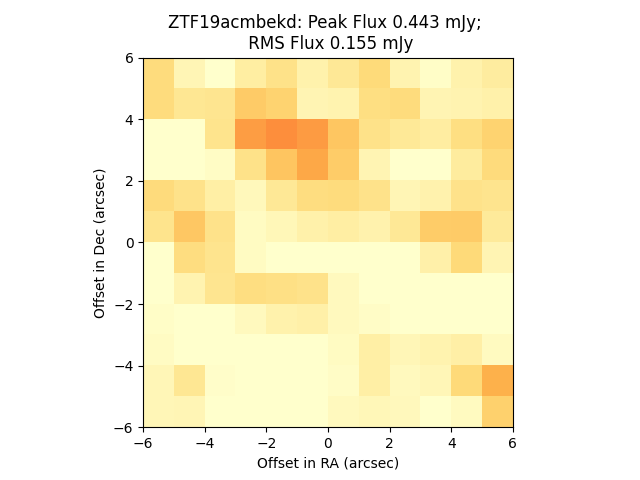 ZTF19acmbekd: Peak Flux 0.443 mJy;
RMS Flux 0.155 mJy
6
4
2
0
−2
−4
−6
Offset in Dec (arcsec)
−6 −4 −2 0 2 4 6
Offset in RA (arcsec)